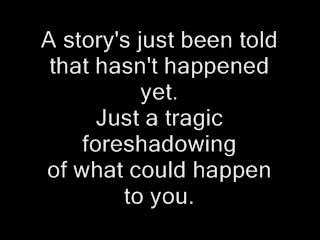 A story's just been told
that hasn't happened
yet.
Just a tragic
foreshadowing
of what could happen
to you.